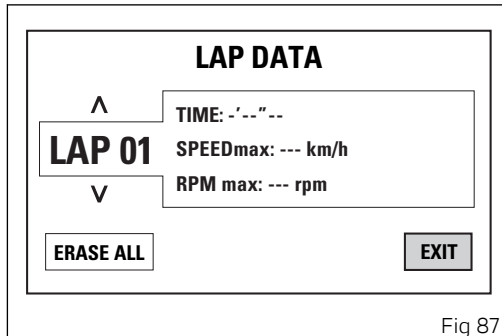 LAP DATA
LAP 01
TIME: -'--"--
SPEEDmax: --- km/h
RPM max: --- rpm
ERASE ALL
EXIT
Fig 87